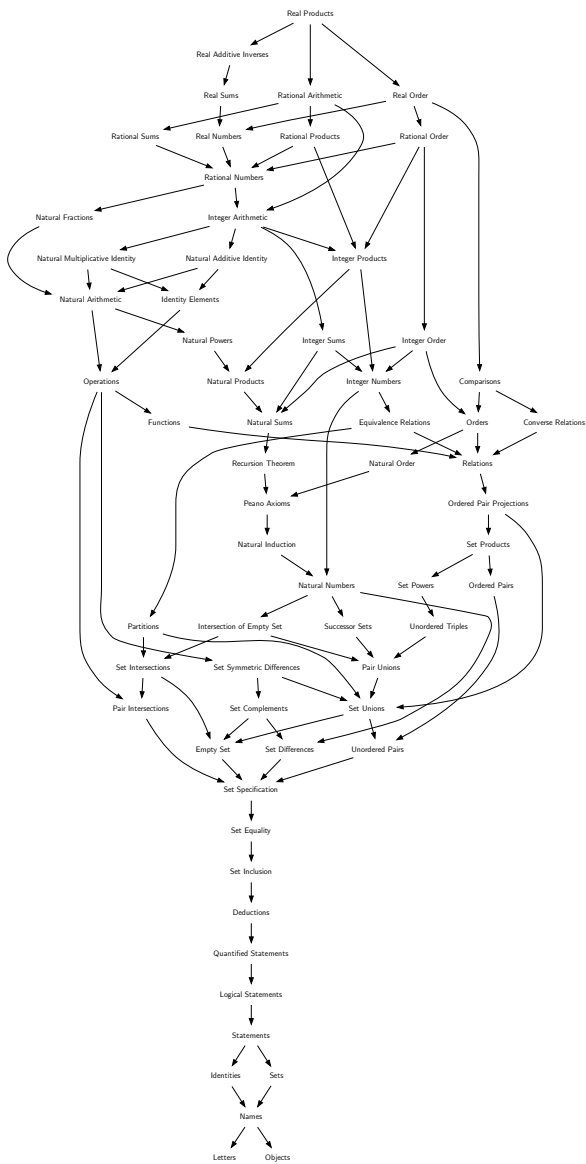 Real Products
Real Additive Inverses
Real Sums Rational Arithmetic Real Order
Rational Sums Real Numbers Rational Products Rational Order
Rational Numbers
Natural Fractions Integer Arithmetic
Natural Multiplicative Identity Natural Additive Identity Integer Products
Natural Arithmetic Identity Elements
Natural Powers Integer Sums Integer Order
Operations Natural Products Integer Numbers Comparisons
Functions Natural Sums Equivalence Relations Orders Converse Relations
Recursion Theorem Natural Order Relations
Peano Axioms Ordered Pair Projections
Natural Induction Set Products
Natural Numbers Set Powers Ordered Pairs
Partitions Intersection of Empty Set Successor Sets Unordered Triples
Set Intersections Set Symmetric Differences Pair Unions
Pair Intersections Set Complements Set Unions
Empty Set Set Differences Unordered Pairs
Set Specification
Set Equality
Set Inclusion
Deductions
Quantified Statements
Logical Statements
Statements
Identities Sets
Names
Letters Objects